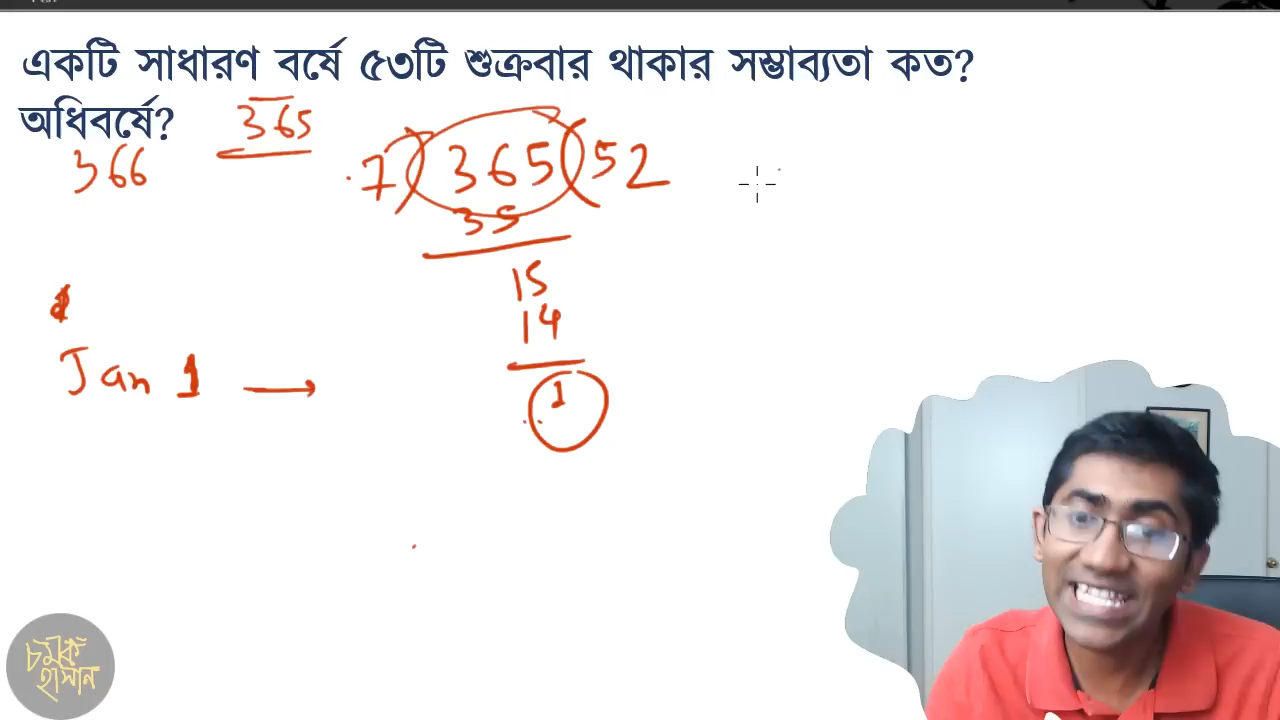 একটি সাধারণ বর্ষে ৫৩টি শুক্রবার থাকার সম্ভাব্যতা কত?
অধিবর্ষে?
365
366
7) 365 (52
35
15
14
1
Jan 1 →
চমক
হাসান